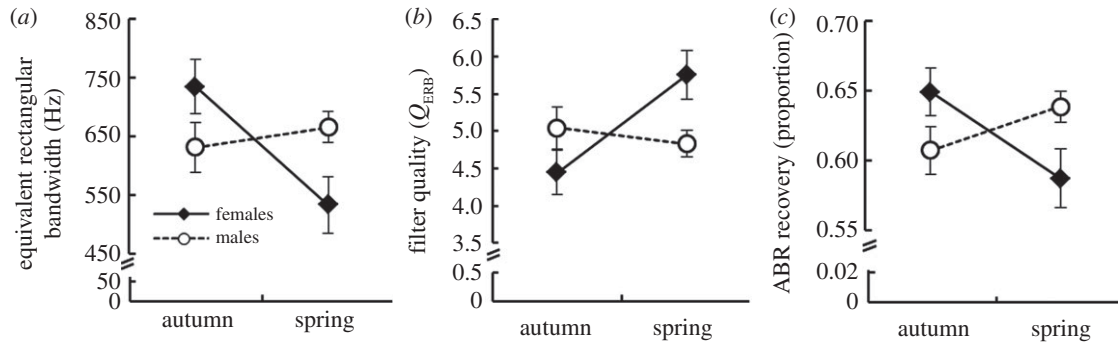 (a)
850
750
650
550
450
50
0
equivalent rectangular
bandwidth (Hz)
females
males
autumn spring
(b)
6.5
6.0
5.5
5.0
4.5
4.0
3.5
0.5
0
filter quality (QERB)
autumn spring
(c)
0.70
0.65
0.60
0.55
0.02
0
ABR recovery (proportion)
autumn spring